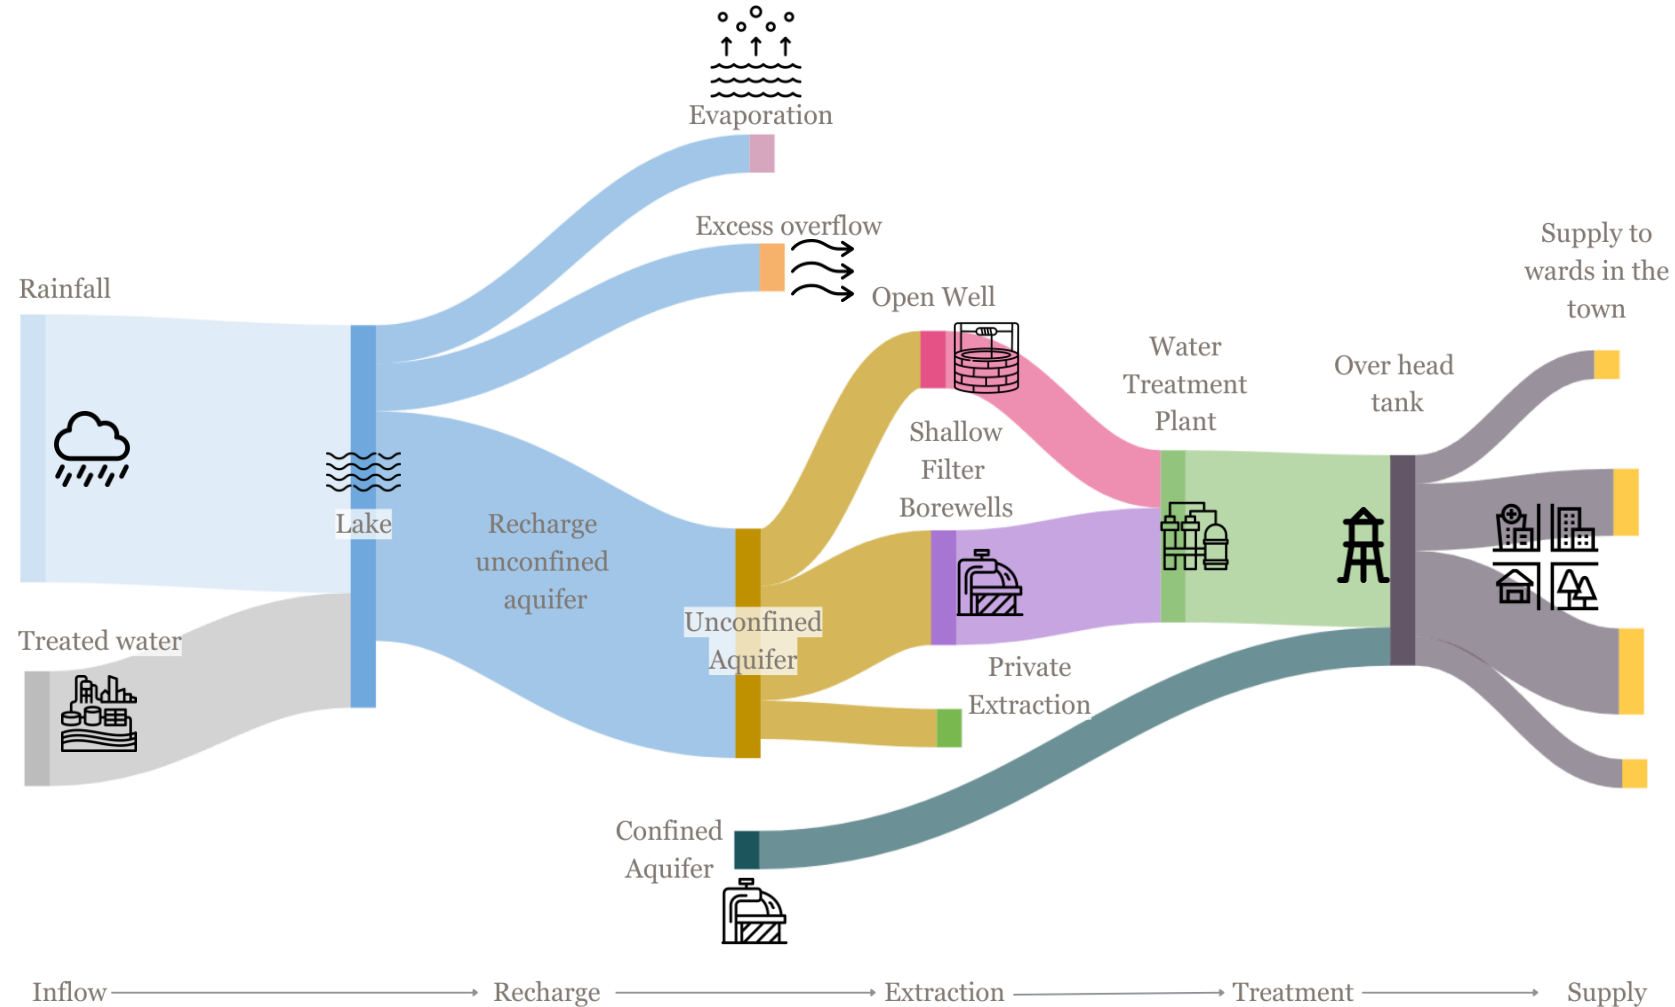 Evaporation
Excess overflow
Supply to
wards in the
town
Rainfall
Open Well
Water
Treatment
Plant
Over head
tank
Shallow
Filter
Borewells
Lake
Recharge
unconfined
aquifer
Unconfined
Aquifer
Treated water
Private
Extraction
Confined
Aquifer
Inflow
Recharge
Extraction
Treatment
Supply